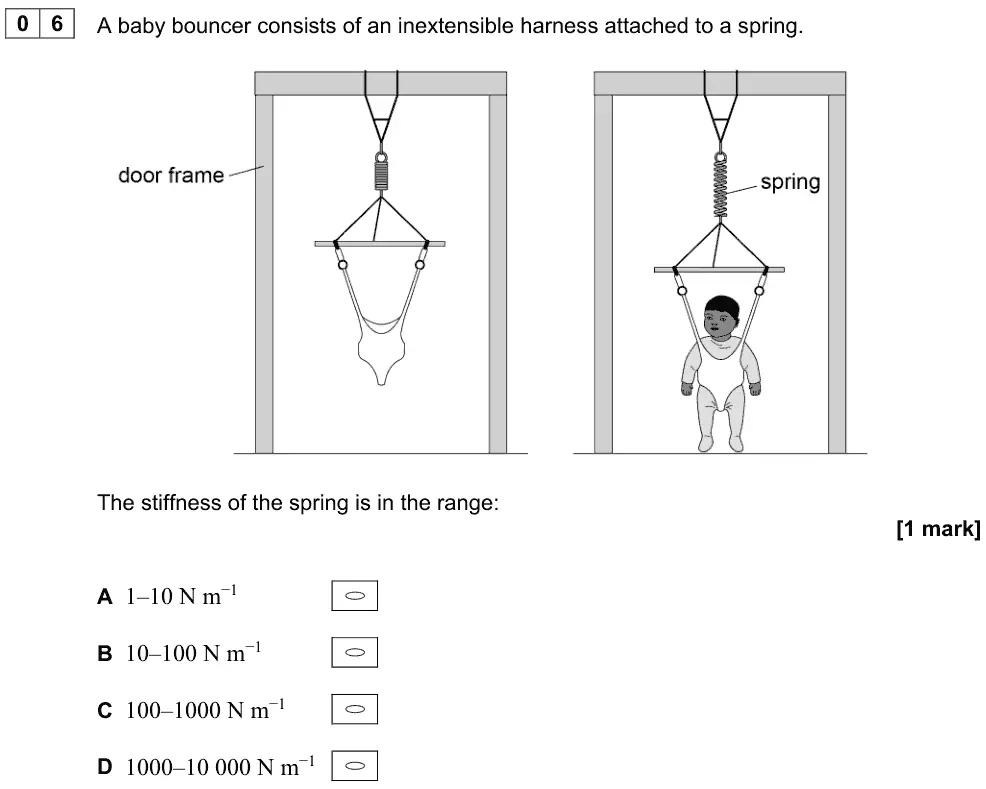 0 6 A baby bouncer consists of an inextensible harness attached to a spring.
door frame
spring
The stiffness of the spring is in the range:
[1 mark]
A 1–10 N m⁻¹
B 10–100 N m⁻¹
C 100–1000 N m⁻¹
D 1000–10 000 N m⁻¹